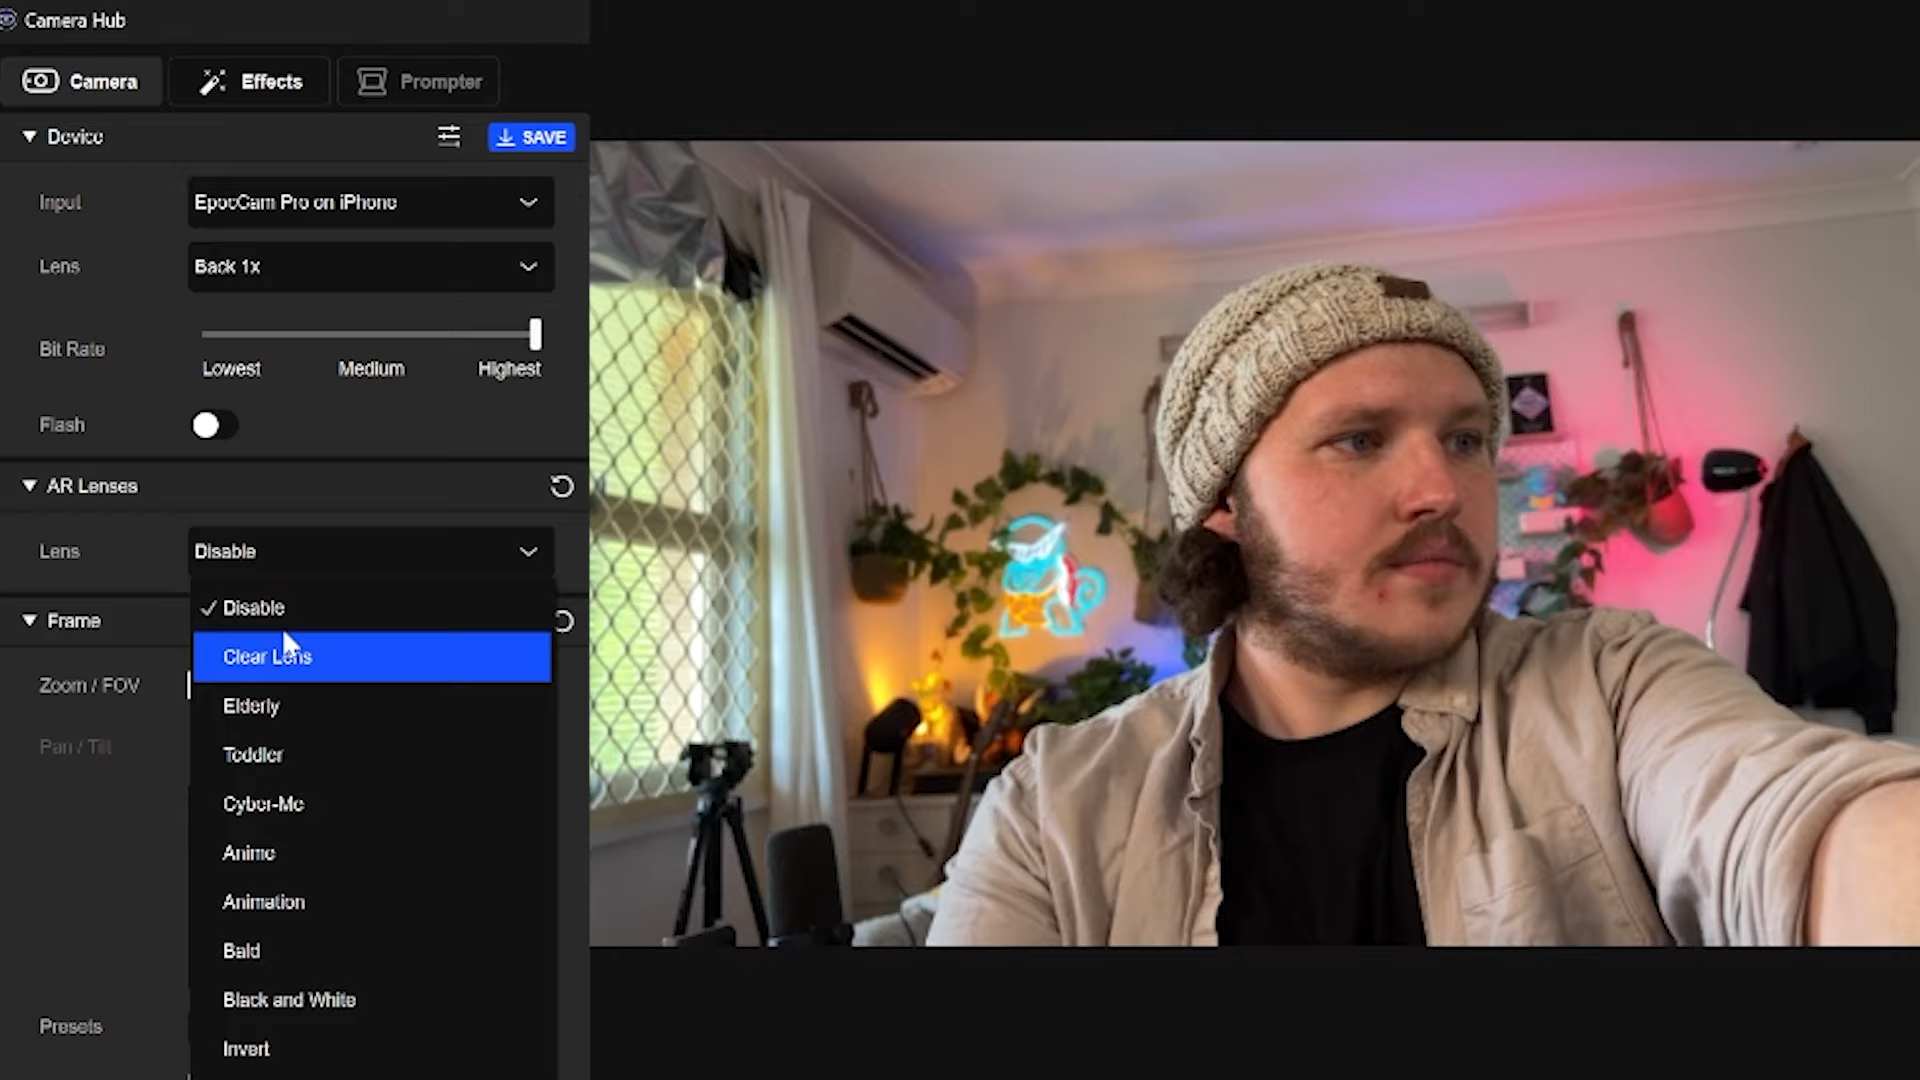 Camera Hub
Camera
Effects
Prompter
Device
SAVE
Input
EpocCam Pro on iPhone
Lens
Back 1x
Bit Rate
Lowest
Medium
Highest
Flash
AR Lenses
Lens
Disable
Disable
Frame
Clear Lens
Zoom / FOV
Elderly
Pan / Tilt
Toddler
Cyber-Me
Anime
Animation
Bald
Black and White
Presets
Invert